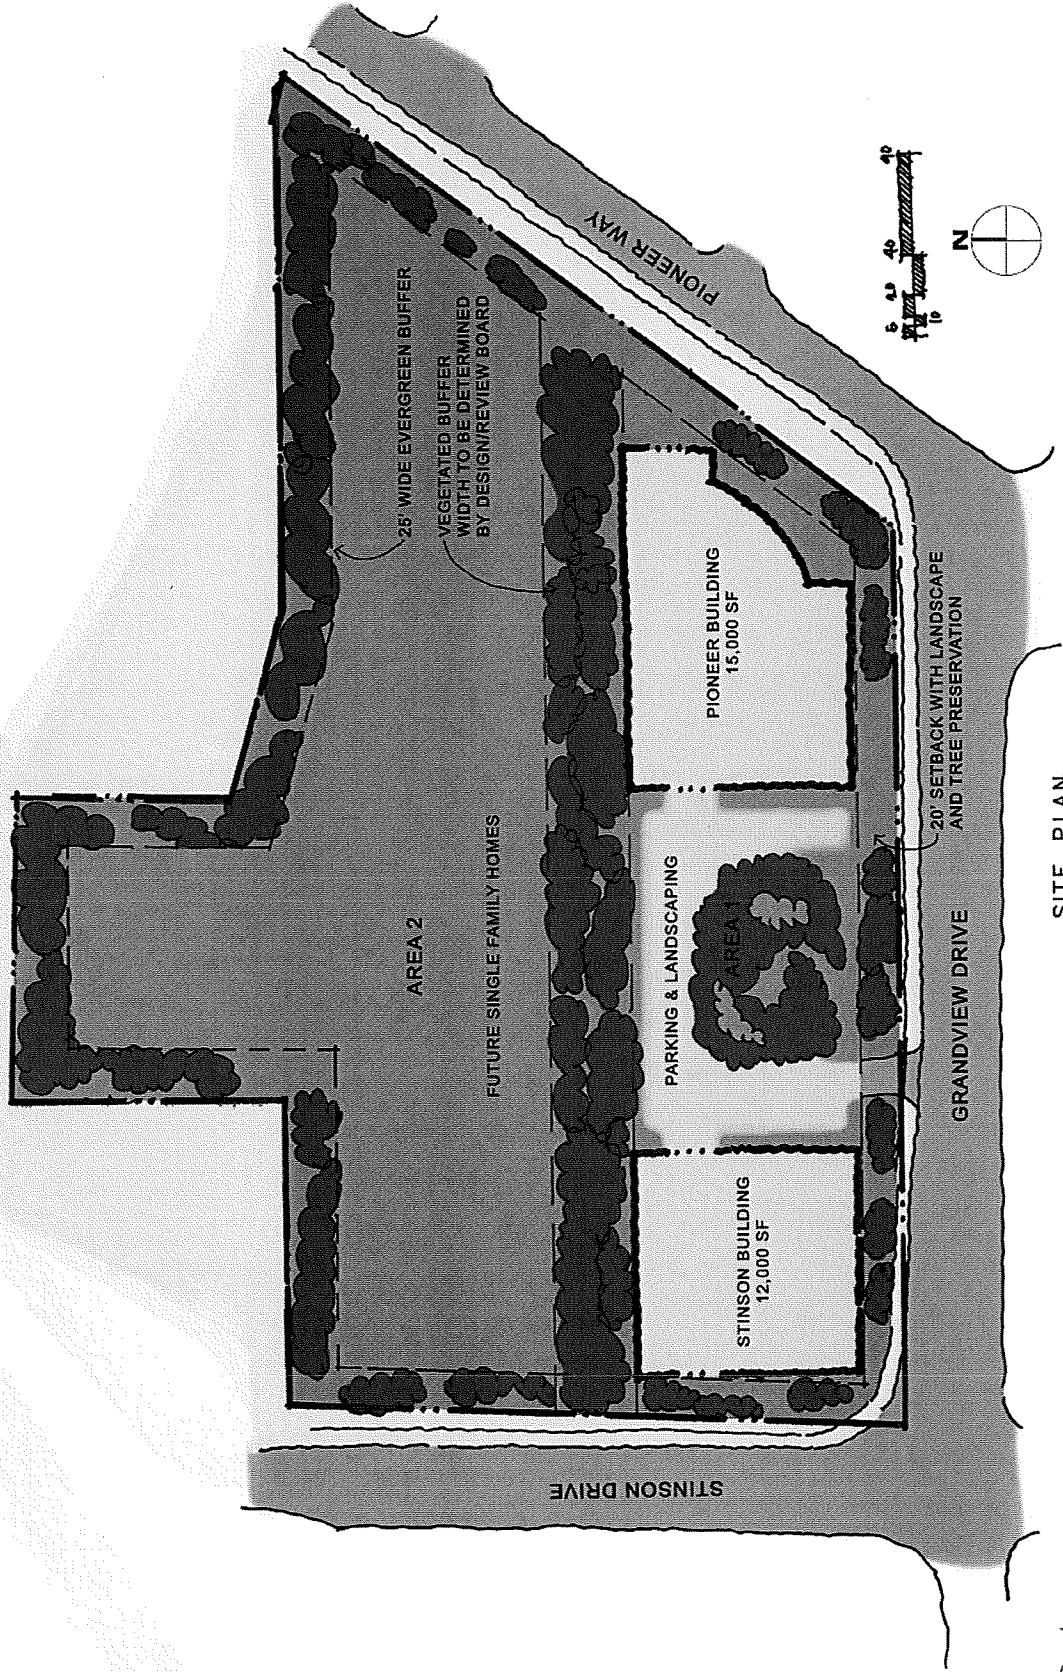 PIONEER WAY
25' WIDE EVERGREEN BUFFER
VEGETATED BUFFER
WIDTH TO BE DETERMINED
BY DESIGN/REVIEW BOARD
AREA 2
FUTURE SINGLE FAMILY HOMES
PIONEER BUILDING
15,000 SF
PARKING & LANDSCAPING
AREA 1
STINSON BUILDING
12,000 SF
20' SETBACK WITH LANDSCAPE
AND TREE PRESERVATION
GRANDVIEW DRIVE
STINSON DRIVE
SITE PLAN
N
10
40